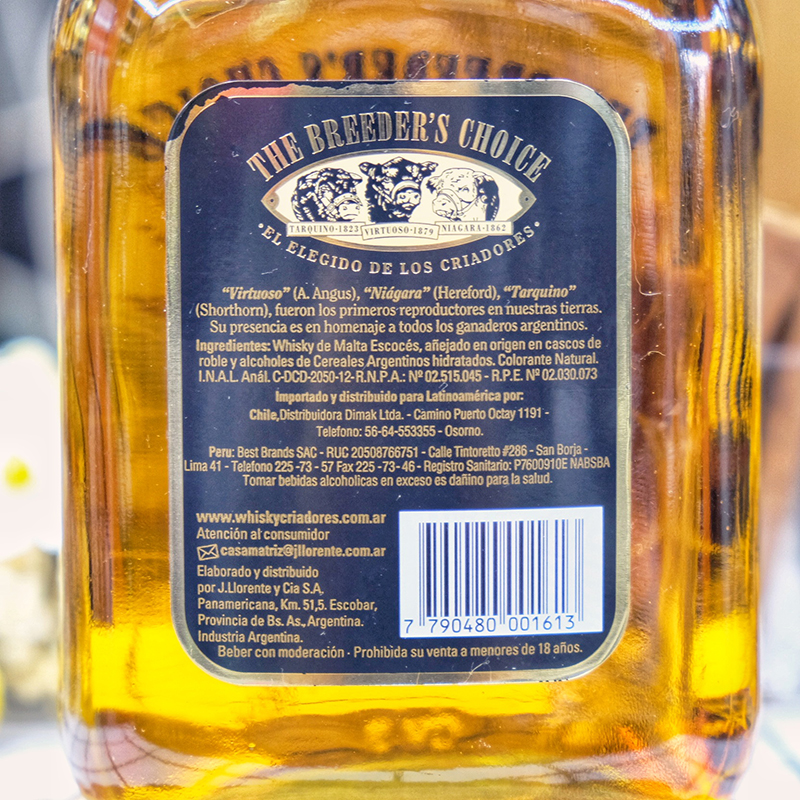 THE BREEDER'S CHOICE
TARQUINO·1823 VIRTUOSO·1879 NIAGARA·1862
·EL ELEGIDO DE LOS CRIADORES·
"Virtuoso" (A. Angus), "Niágara" (Hereford), "Tarquino"
(Shorthorn), fueron los primeros reproductores en nuestras tierras.
Su presencia es en homenaje a todos los ganaderos argentinos.
Ingredientes: Whisky de Malta Escocés, añejado en origen en cascos de
roble y alcoholes de Cereales Argentinos hidratados. Colorante Natural.
I.N.A.L. Anál. C-DCD-2050-12- R.N.P.A.: Nº 02.515.045 - R.P.E. Nº 02.030.073
Importado y distribuido para Latinoamérica por:
Chile,Distribuidora Dimak Ltda. - Camino Puerto Octay 1191 -
Telefono: 56-64-553355 - Osorno.
Peru: Best Brands SAC - RUC 20508766751 - Calle Tintoretto #286 - San Borja -
Lima 41 - Telefono 225 -73 - 57 Fax 225 -73 -46 - Registro Sanitario: P7600910E NABSBA
Tomar bebidas alcoholicas en exceso es dañino para la salud.
www.whiskycriadores.com.ar
Atención al consumidor
casamatriz@jllorente.com.ar
Elaborado y distribuido
por J.Llorente y Cia S.A.
Panamericana, Km. 51,5. Escobar,
Provincia de Bs. As., Argentina.
Industria Argentina.
7 790480 001613
Beber con moderación · Prohibida su venta a menores de 18 años.